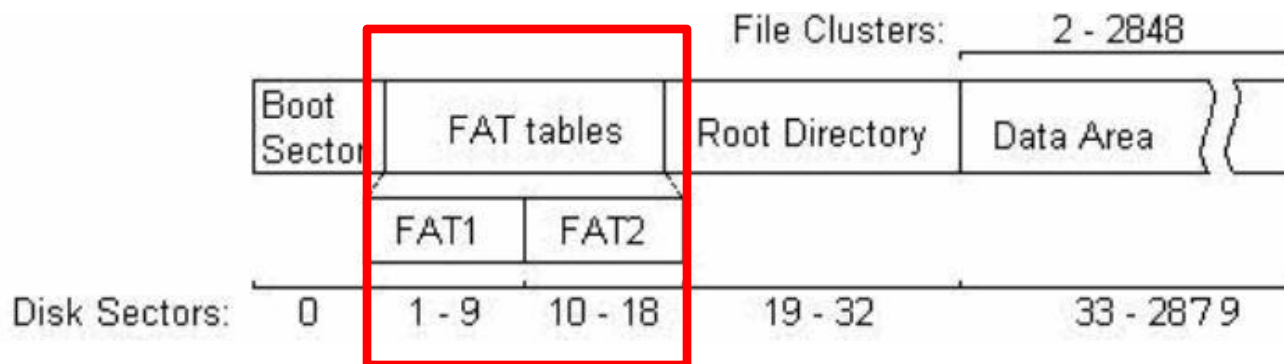 File Clusters: 2 - 2848
Boot Sector
FAT tables
Root Directory
Data Area
FAT1
FAT2
Disk Sectors: 0 1 - 9 10 - 18 19 - 32 33 - 2879